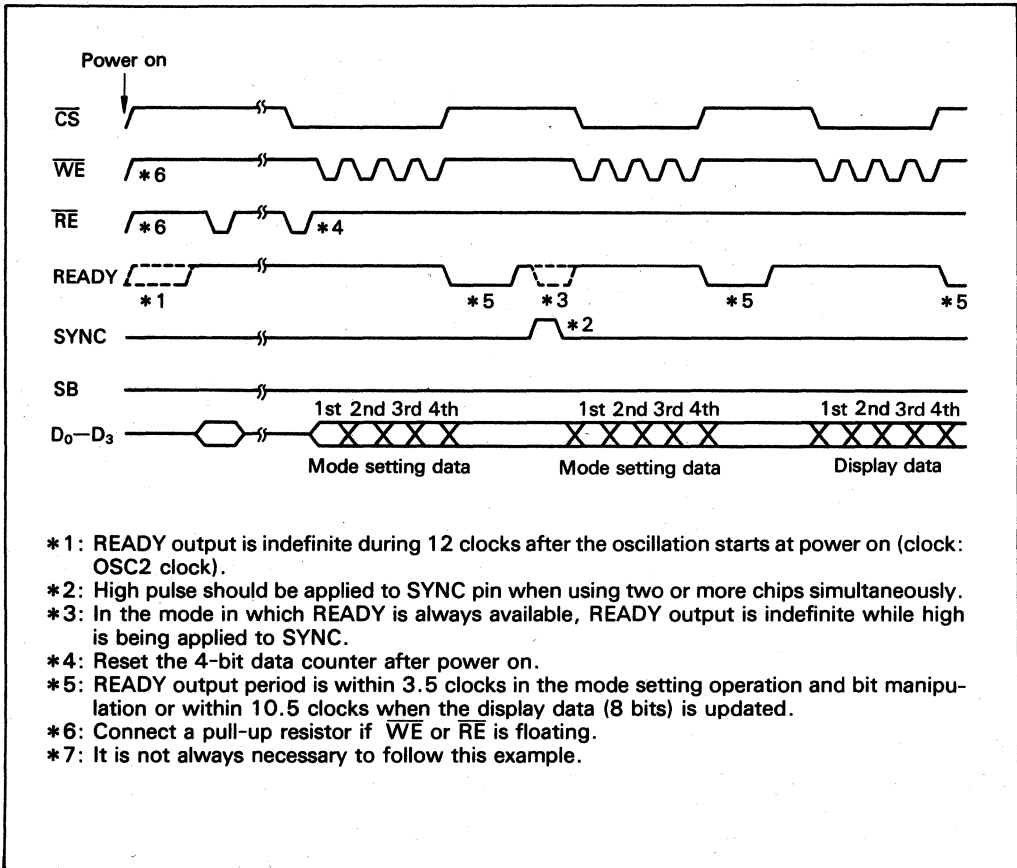 Power on
C̅S̅
W̅E̅ *6
R̅E̅ *6 *4
READY *1 *5 *3 *5 *5
SYNC *2
SB
1st 2nd 3rd 4th 1st 2nd 3rd 4th 1st 2nd 3rd 4th
D₀—D₃
Mode setting data Mode setting data Display data
*1: READY output is indefinite during 12 clocks after the oscillation starts at power on (clock:
OSC2 clock).
*2: High pulse should be applied to SYNC pin when using two or more chips simultaneously.
*3: In the mode in which READY is always available, READY output is indefinite while high
is being applied to SYNC.
*4: Reset the 4-bit data counter after power on.
*5: READY output period is within 3.5 clocks in the mode setting operation and bit manipu-
lation or within 10.5 clocks when the display data (8 bits) is updated.
*6: Connect a pull-up resistor if W̅E̅ or R̅E̅ is floating.
*7: It is not always necessary to follow this example.